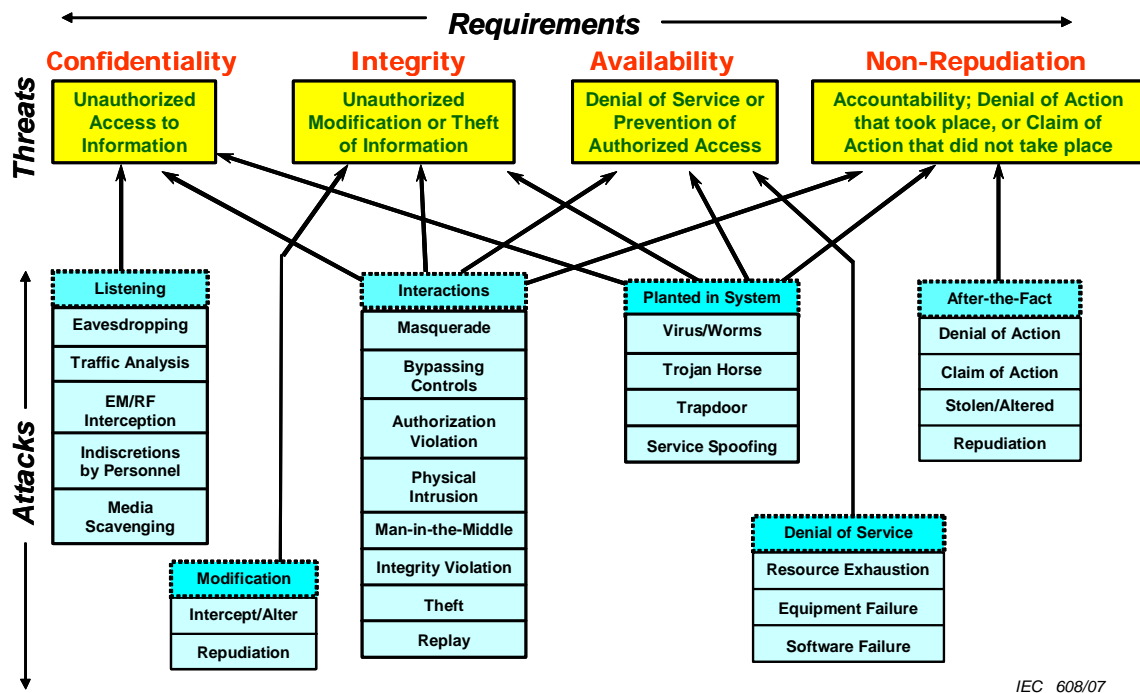 Requirements
Confidentiality
Integrity
Availability
Non-Repudiation
Threats
Unauthorized
Access to
Information
Unauthorized
Modification or Theft
of Information
Denial of Service or
Prevention of
Authorized Access
Accountability; Denial of Action
that took place, or Claim of
Action that did not take place
Attacks
Listening
Eavesdropping
Traffic Analysis
EM/RF
Interception
Indiscretions
by Personnel
Media
Scavenging
Modification
Intercept/Alter
Repudiation
Interactions
Masquerade
Bypassing
Controls
Authorization
Violation
Physical
Intrusion
Man-in-the-Middle
Integrity Violation
Theft
Replay
Planted in System
Virus/Worms
Trojan Horse
Trapdoor
Service Spoofing
Denial of Service
Resource Exhaustion
Equipment Failure
Software Failure
After-the-Fact
Denial of Action
Claim of Action
Stolen/Altered
Repudiation
IEC 608/07